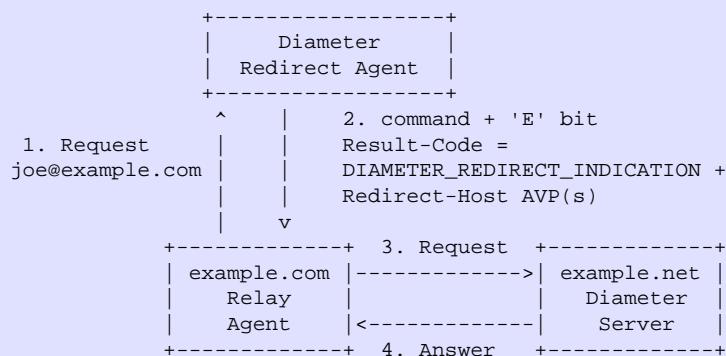 Diameter
Redirect Agent
2. command + 'E' bit
1. Request
Result-Code =
joe@example.com
DIAMETER_REDIRECT_INDICATION +
Redirect-Host AVP(s)
3. Request
example.com
example.net
Relay
Diameter
Agent
Server
4. Answer